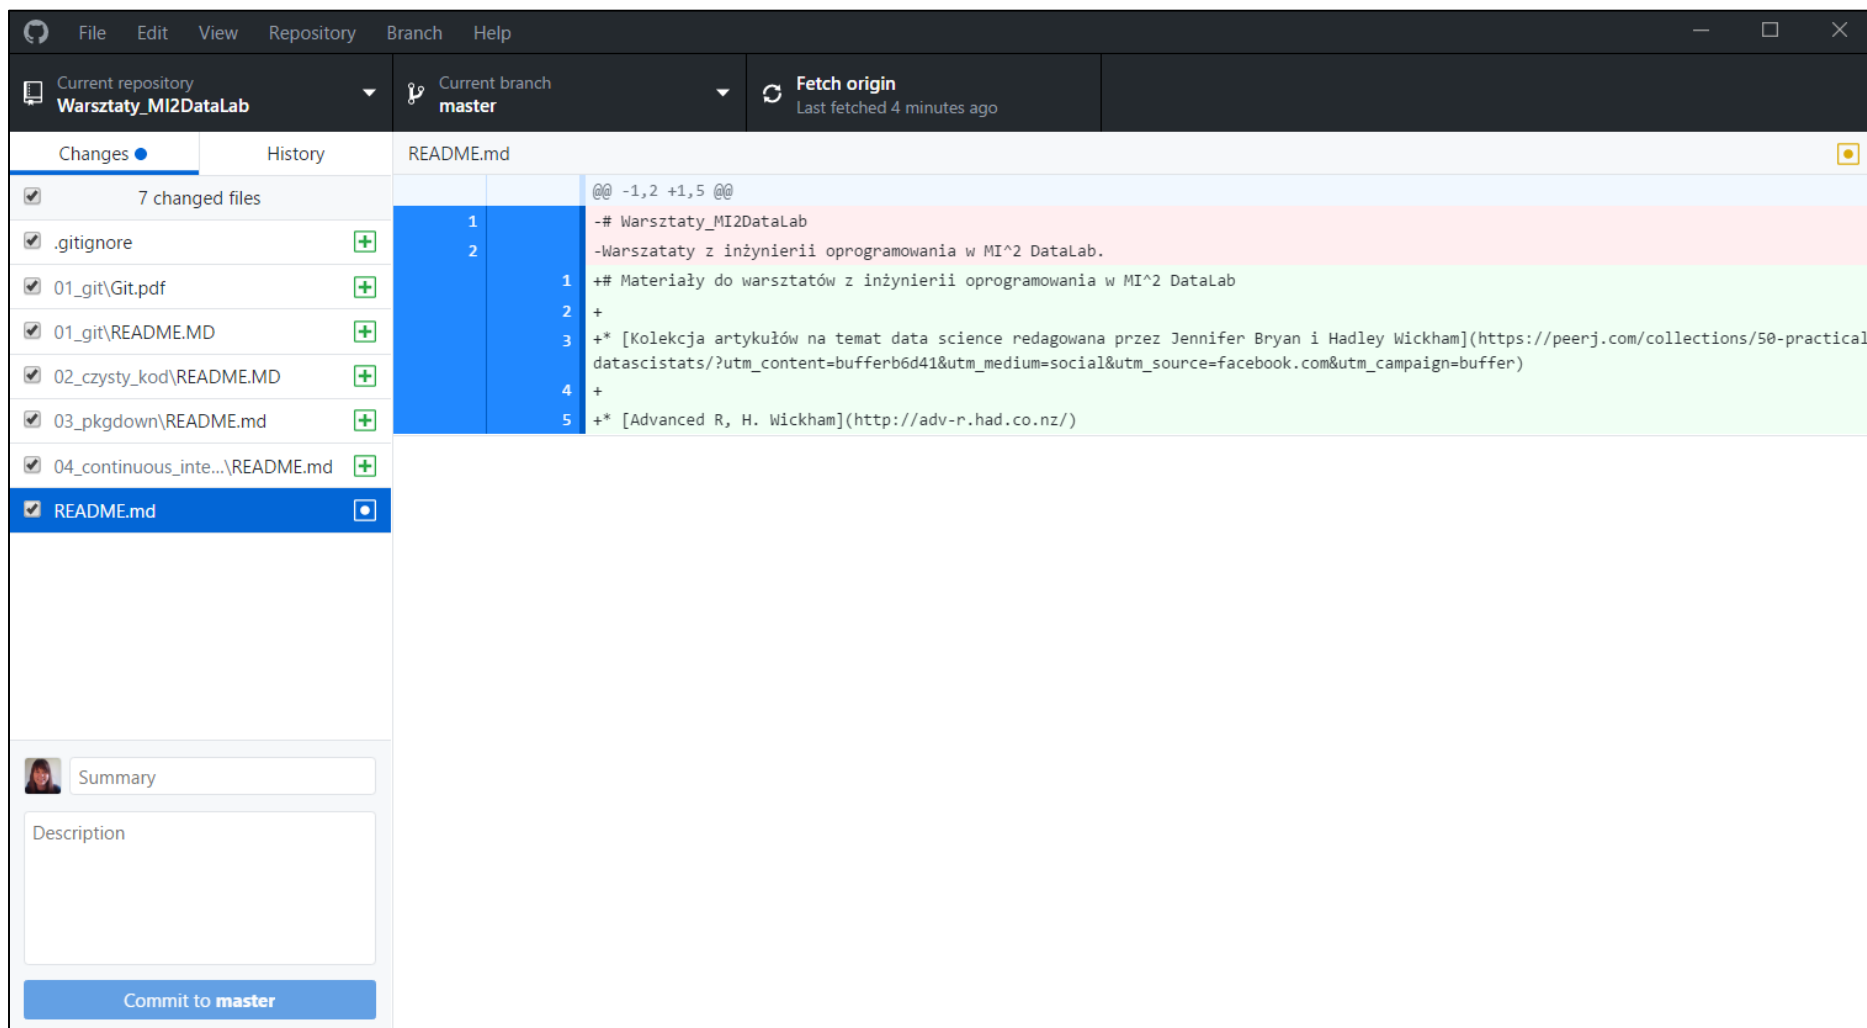 File Edit View Repository Branch Help
Current repository
Warsztaty_MI2DataLab
Current branch
master
Fetch origin
Last fetched 4 minutes ago
Changes
History
7 changed files
.gitignore
01_git\Git.pdf
01_git\README.MD
02_czysty_kod\README.MD
03_pkgdown\README.md
04_continuous_inte...\README.md
README.md
README.md
@@ -1,2 +1,5 @@
1 -# Warsztaty_MI2DataLab
2 -Warszataty z inżynierii oprogramowania w MI^2 DataLab.
1 +# Materiały do warsztatów z inżynierii oprogramowania w MI^2 DataLab
2 +
3 +* [Kolekcja artykułów na temat data science redagowana przez Jennifer Bryan i Hadley Wickham](https://peerj.com/collections/50-practical
datascistats/?utm_content=bufferb6d41&utm_medium=social&utm_source=facebook.com&utm_campaign=buffer)
4 +
5 +* [Advanced R, H. Wickham](http://adv-r.had.co.nz/)
Summary
Description
Commit to master